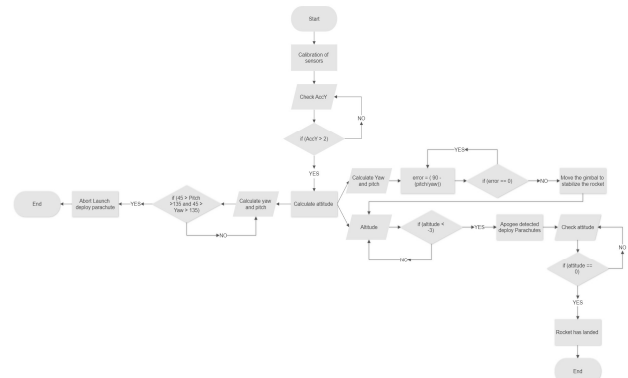 Start
Calibration of
sensors
Check AccY
NO
if (AccY > 2)
YES
Calculate altitude
Calculate yaw
and pitch
if (45 > Pitch
>135 and 45 >
Yaw > 135)
NO
YES
Abort Launch
deploy parachute
End
Calculate Yaw
and pitch
error = ( 90 -
(pitch/yaw))
YES
if (error == 0)
NO
Move the gimbal to
stabilize the rocket
Altitude
if (altitude <
-3)
NO
YES
Apogee detected
deploy Parachutes
Check altitude
NO
if (altitude ==
0)
YES
Rocket has landed
End